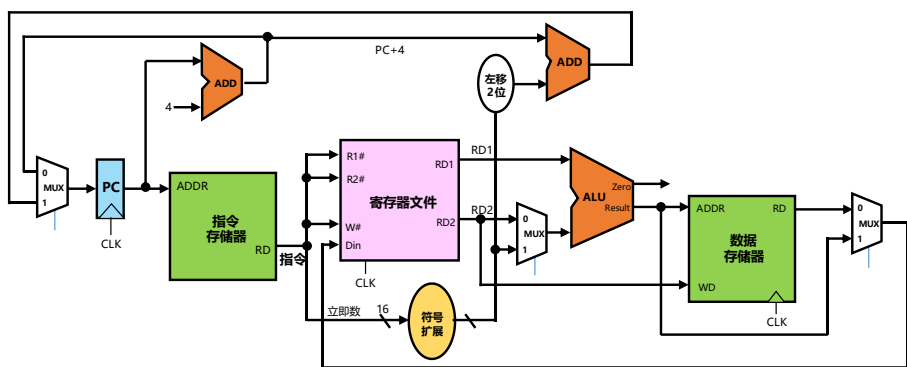 PC+4
ADD
ADD
左移
2位
4
0
MUX
1
PC
CLK
ADDR
指令
存储器
RD
指令
R1#
R2#
W#
Din
寄存器文件
RD1
RD2
CLK
RD1
RD2
0
MUX
1
ALU
Zero
Result
ADDR
RD
数据
存储器
WD
CLK
0
MUX
1
立即数
16
符号
扩展